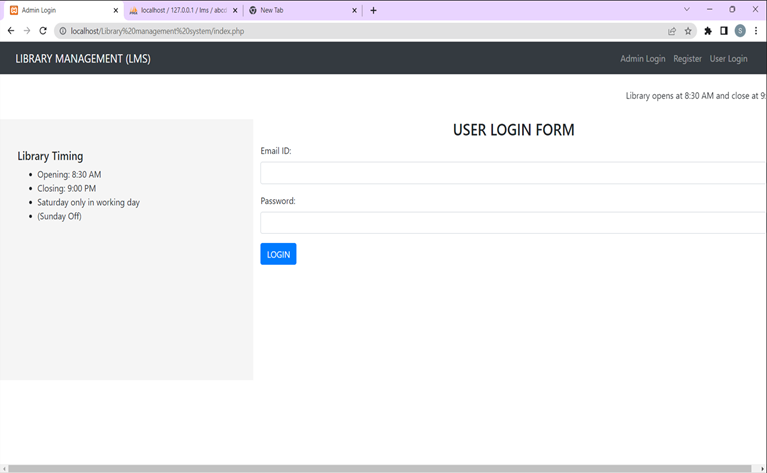 Admin Login
localhost / 127.0.0.1 / lms / abcd
New Tab
localhost/Library%20management%20system/index.php
S
LIBRARY MANAGEMENT (LMS)
Admin Login Register User Login
Library opens at 8:30 AM and close at 9:
USER LOGIN FORM
Library Timing
Opening: 8:30 AM
Closing: 9:00 PM
Saturday only in working day
(Sunday Off)
Email ID:
Password:
LOGIN